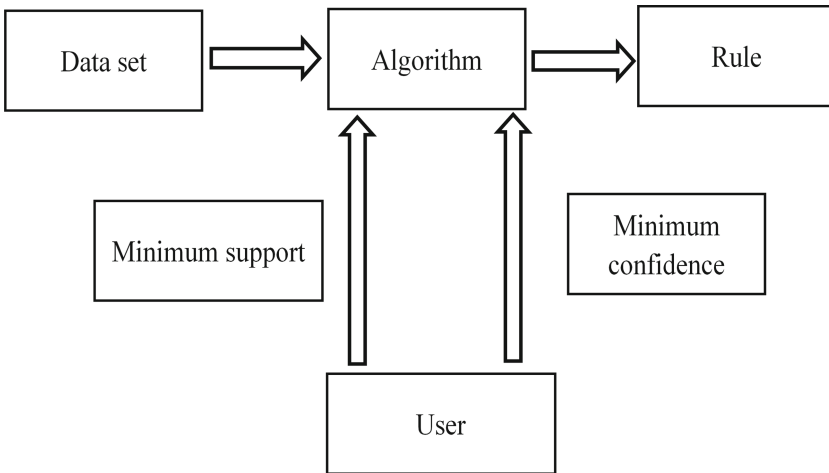 Data set
Algorithm
Rule
Minimum support
Minimum
confidence
User